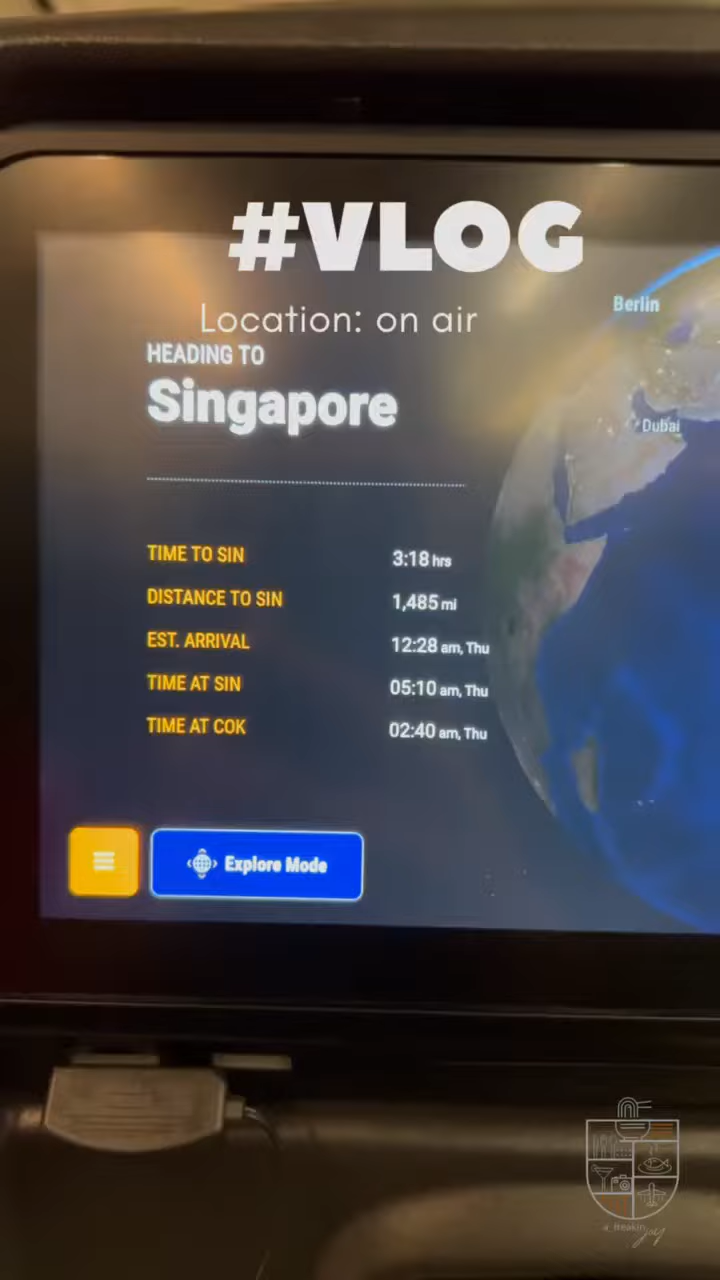 #VLOG
Location: on air
Berlin
HEADING TO
Singapore
Dubai
TIME TO SIN 3:18 hrs
DISTANCE TO SIN 1,485 mi
EST. ARRIVAL 12:28 am, Thu
TIME AT SIN 05:10 am, Thu
TIME AT COK 02:40 am, Thu
Explore Mode
a_freakin_
joy